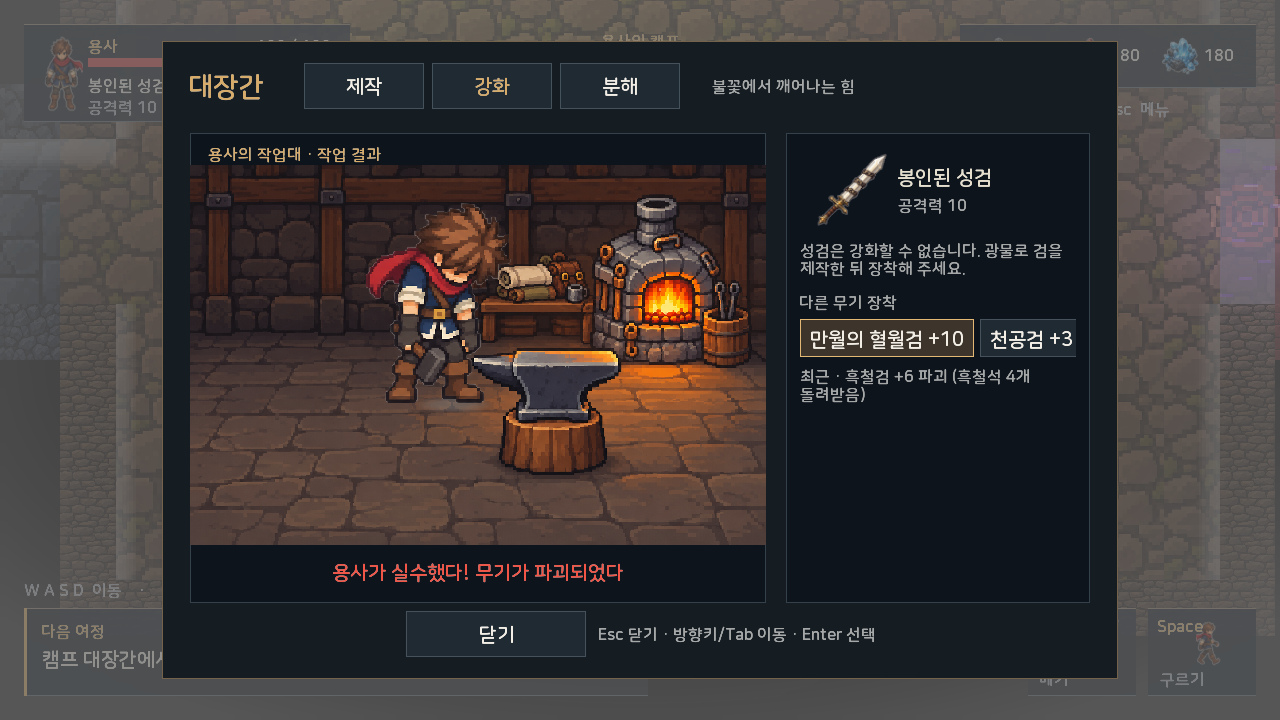 용사
봉인된 성검
공격력 10
80
180
메뉴
대장간
제작
강화
분해
불꽃에서 깨어나는 힘
용사의 작업대 · 작업 결과
봉인된 성검
공격력 10
성검은 강화할 수 없습니다. 광물로 검을
제작한 뒤 장착해 주세요.
다른 무기 장착
만월의 혈월검 +10
천공검 +3
최근 · 흑철검 +6 파괴 (흑철석 4개
돌려받음)
용사가 실수했다! 무기가 파괴되었다
닫기
Esc 닫기 · 방향키/Tab 이동 · Enter 선택
W A S D 이동 ·
다음 여정
캠프 대장간에서
Space
구르기